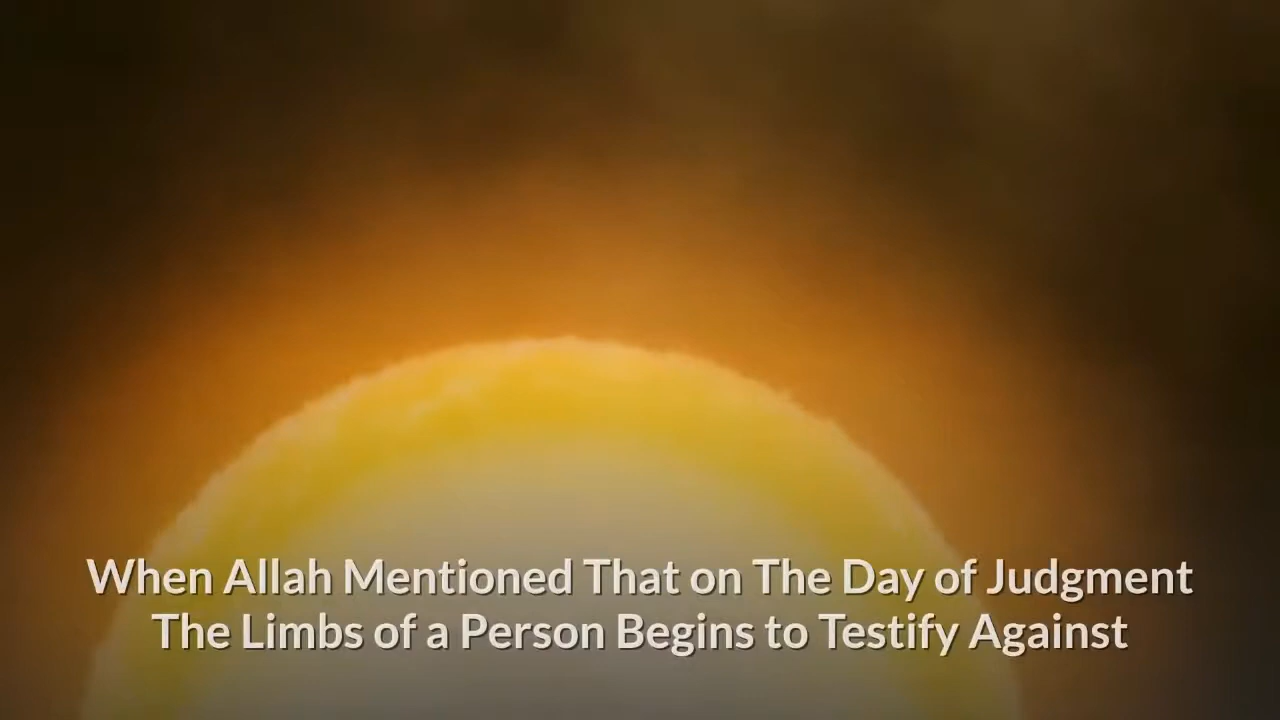 When Allah Mentioned That on The Day of Judgment
The Limbs of a Person Begins to Testify Against